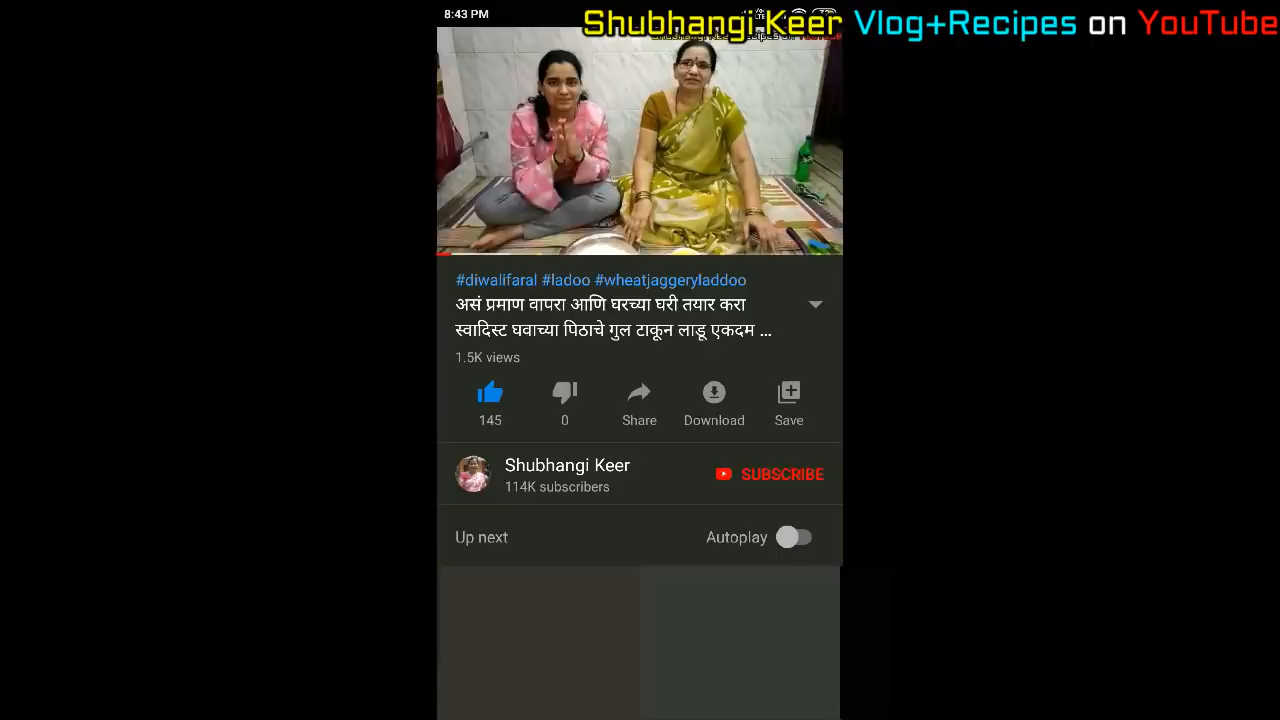 8:43 PM
Shubhangi Keer Vlog+Recipes on YouTube
#diwalifaral #ladoo #wheatjaggeryladdoo
असं प्रमाण वापरा आणि घरच्या घरी तयार करा
स्वादिस्ट घवाच्या पिठाचे गुल टाकून लाडू एकदम ...
1.5K views
145
0
Share
Download
Save
Shubhangi Keer
114K subscribers
SUBSCRIBE
Up next
Autoplay